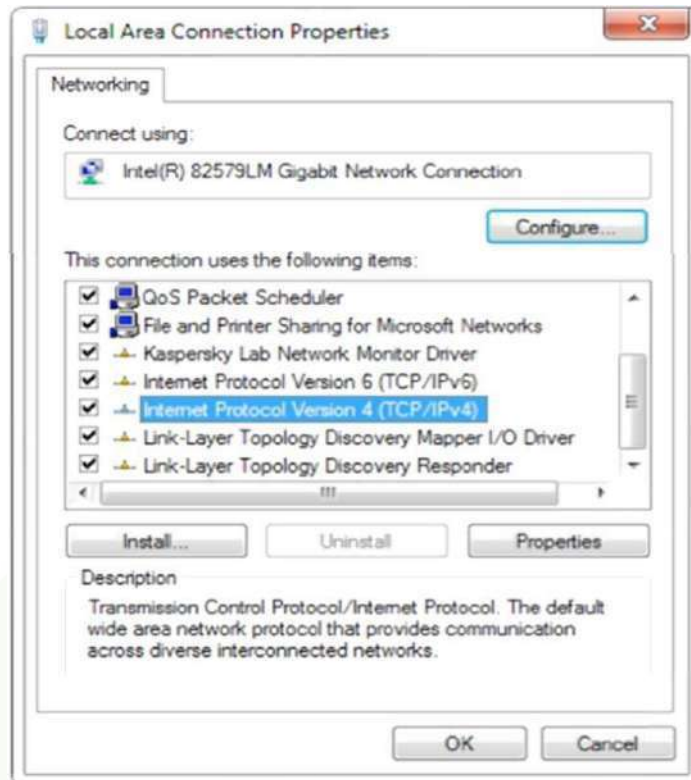 Local Area Connection Properties
Networking
Connect using:
Intel(R) 82579LM Gigabit Network Connection
Configure...
This connection uses the following items:
QoS Packet Scheduler
File and Printer Sharing for Microsoft Networks
Kaspersky Lab Network Monitor Driver
Internet Protocol Version 6 (TCP/IPv6)
Internet Protocol Version 4 (TCP/IPv4)
Link-Layer Topology Discovery Mapper I/O Driver
Link-Layer Topology Discovery Responder
Install... Uninstall Properties
Description
Transmission Control Protocol/Internet Protocol. The default
wide area network protocol that provides communication
across diverse interconnected networks.
OK Cancel